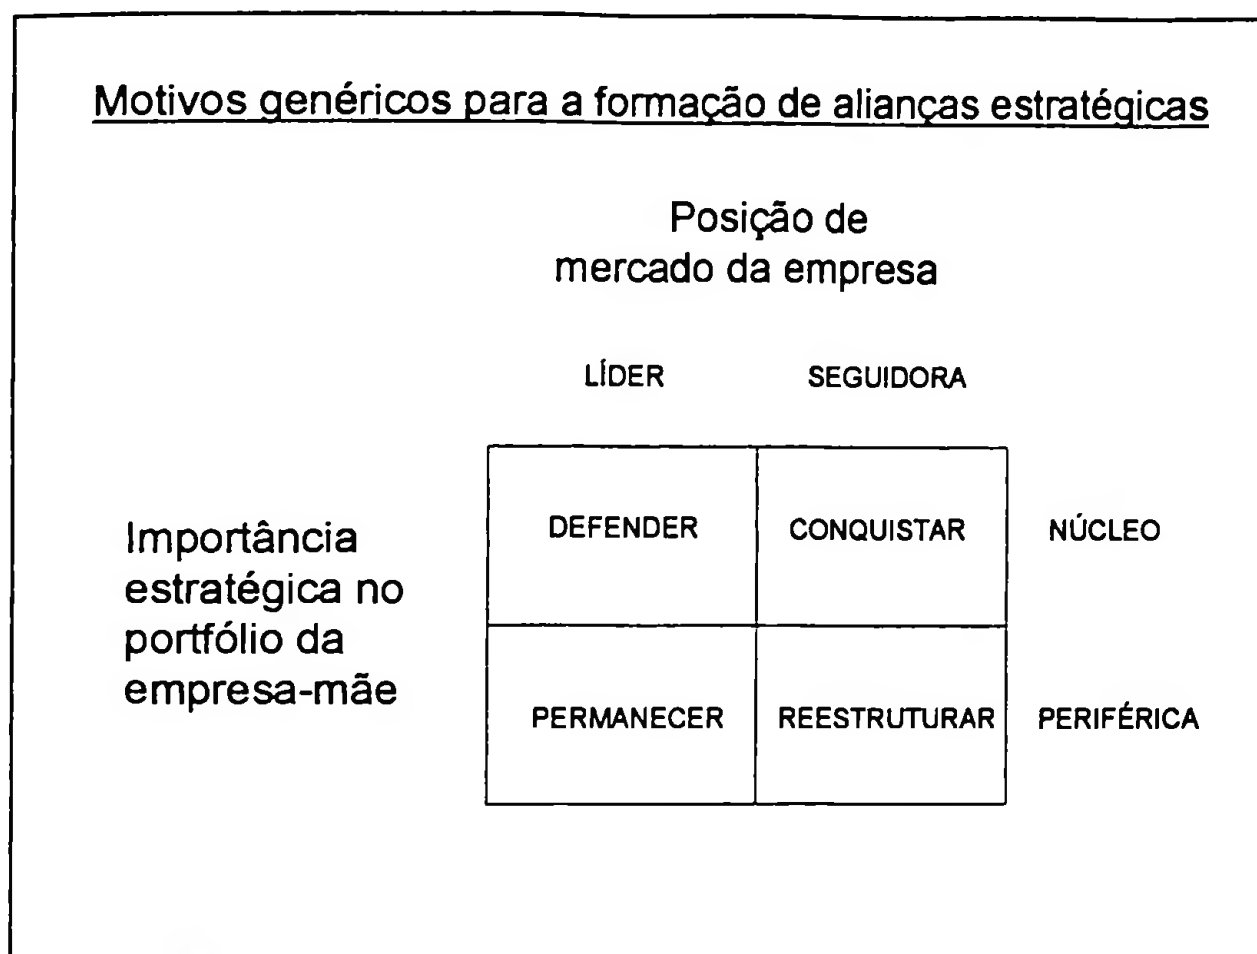 Motivos genéricos para a formação de alianças estratégicas
Posição de
mercado da empresa
LÍDER SEGUIDORA
Importância
estratégica no
portfólio da
empresa-mãe
DEFENDER CONQUISTAR NÚCLEO
PERMANECER REESTRUTURAR PERIFÉRICA